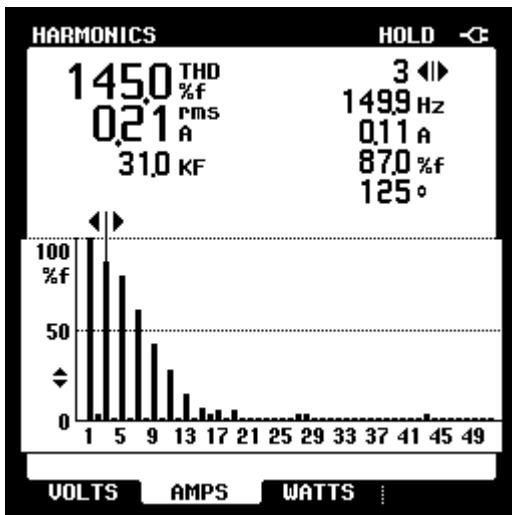 HARMONICS HOLD
145.0 THD %f
0.21 rms A
31.0 KF
3
149.9 Hz
0.11 A
87.0 %f
125 °
100
%f
50
0
1 5 9 13 17 21 25 29 33 37 41 45 49
VOLTS AMPS WATTS